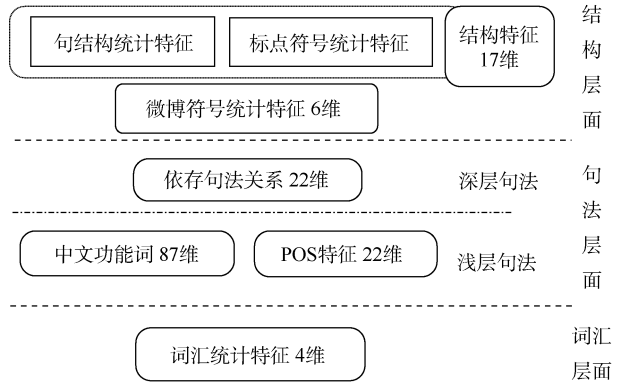 句结构统计特征
标点符号统计特征
结构特征
17维
微博符号统计特征 6维
结构层面
依存句法关系 22维
深层句法
中文功能词 87维
POS特征 22维
浅层句法
句法层面
词汇统计特征 4维
词汇
层面